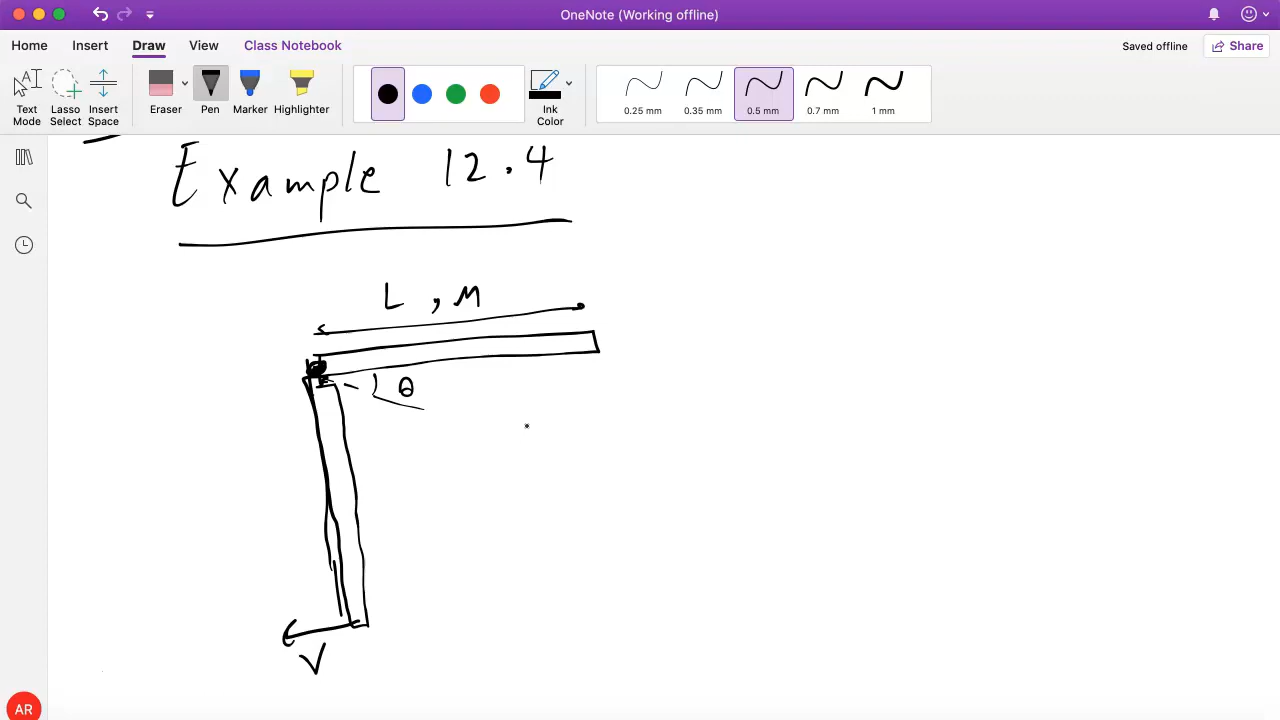 OneNote (Working offline)
Home Insert Draw View Class Notebook Saved offline Share
Text Mode Lasso Select Insert Space Eraser Pen Marker Highlighter Ink Color 0.25 mm 0.35 mm 0.5 mm 0.7 mm 1 mm
Example 12.4
L , M
θ
V
AR